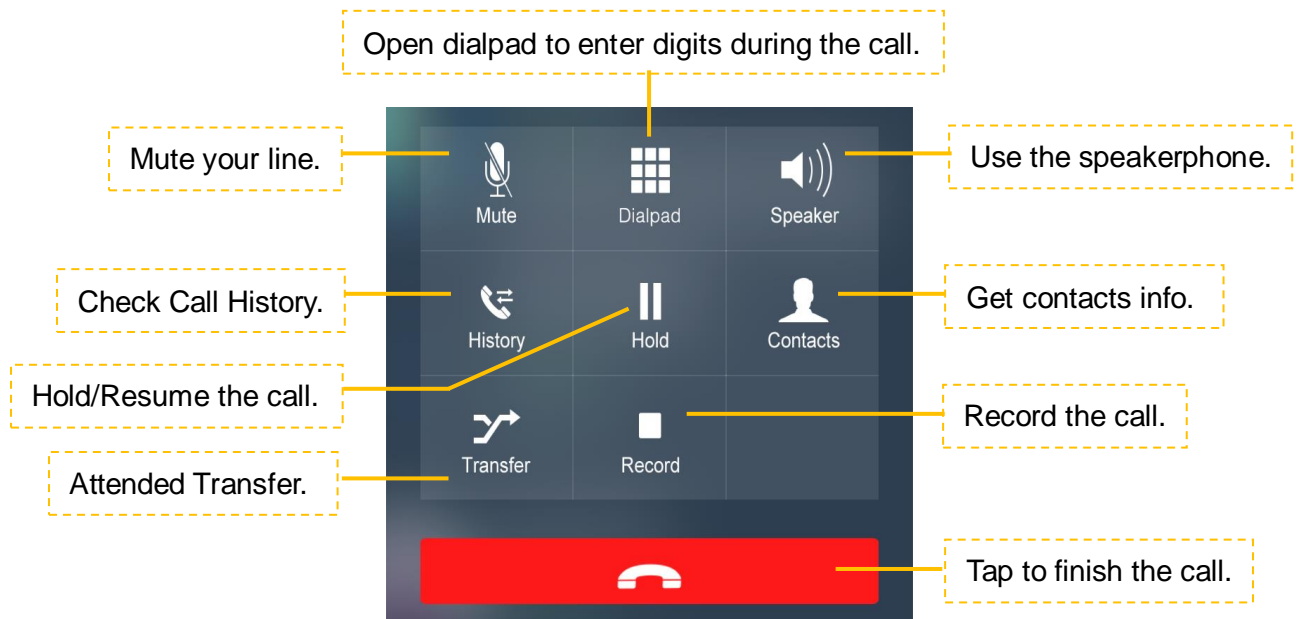 Open dialpad to enter digits during the call.
Mute your line.
Use the speakerphone.
Mute
Dialpad
Speaker
Check Call History.
Get contacts info.
History
Hold
Contacts
Hold/Resume the call.
Record the call.
Transfer
Record
Attended Transfer.
Tap to finish the call.